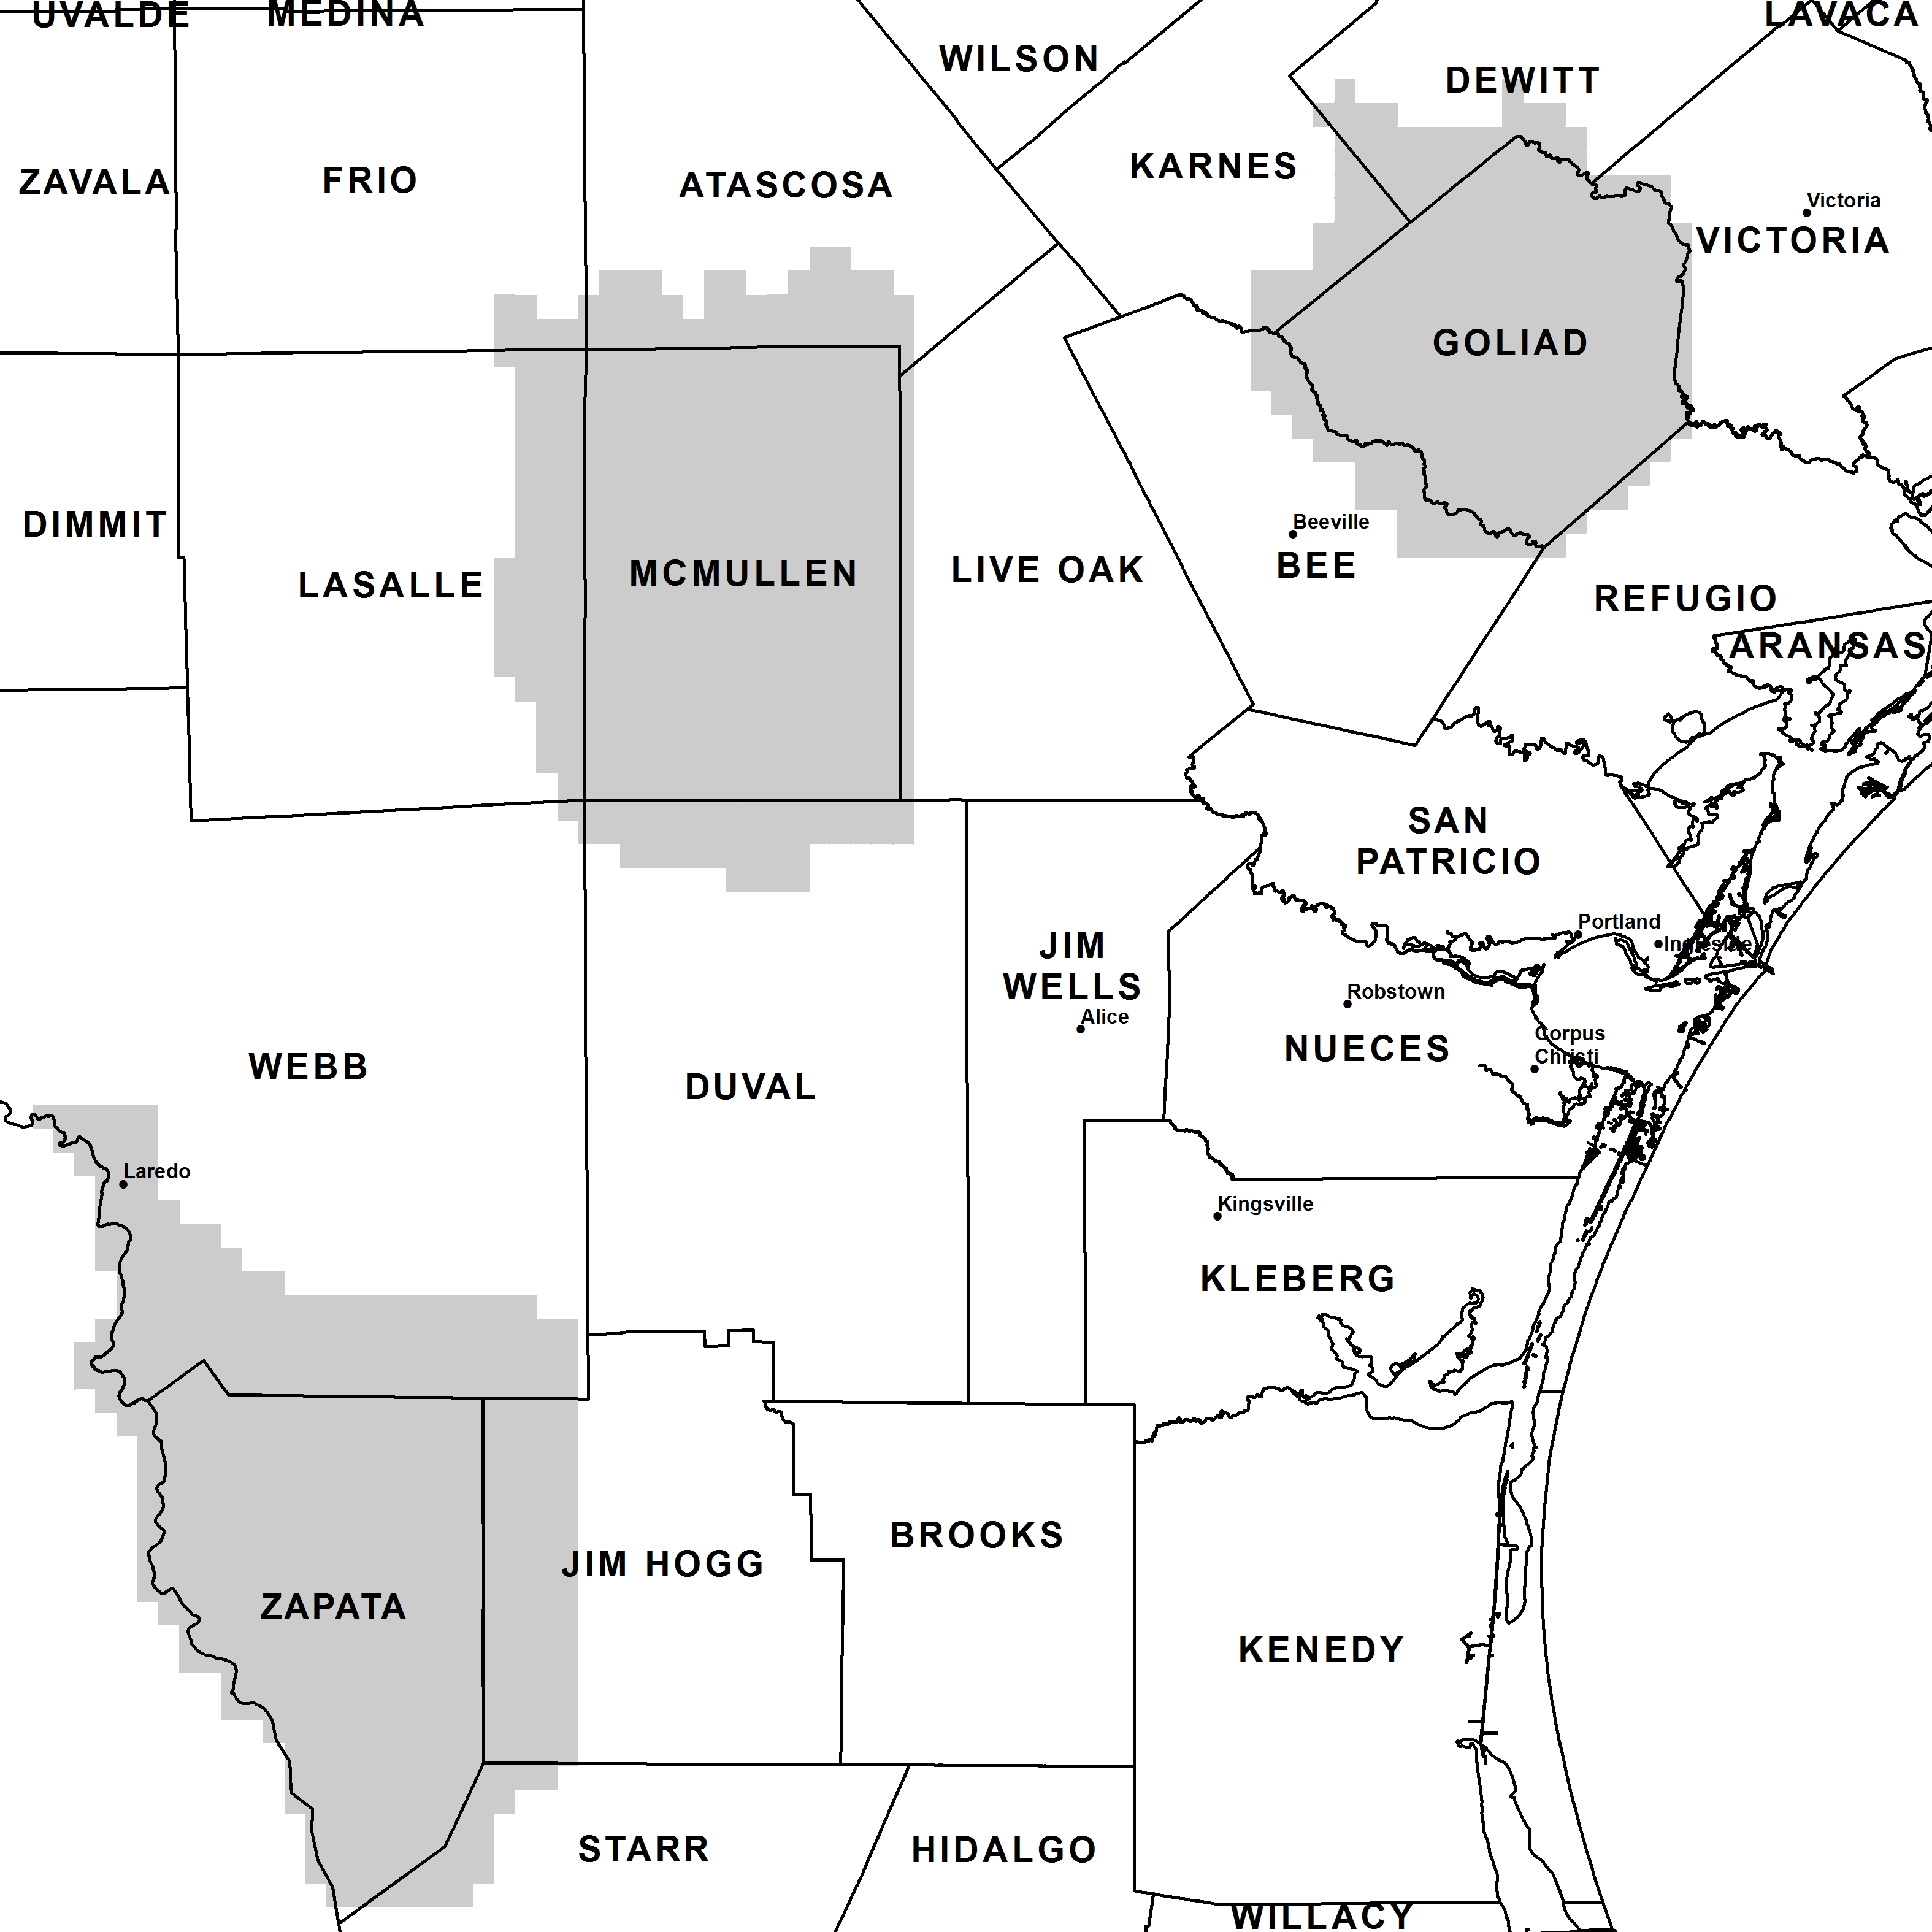 UVALDE
MEDINA
LAVACA
WILSON
DEWITT
ZAVALA
FRIO
ATASCOSA
KARNES
Victoria
VICTORIA
GOLIAD
DIMMIT
Beeville
BEE
LASALLE
MCMULLEN
LIVE OAK
REFUGIO
ARANSAS
SAN
PATRICIO
Portland
Ingleside
JIM
WELLS
Alice
Robstown
NUECES
Corpus
Christi
WEBB
DUVAL
Laredo
Kingsville
KLEBERG
JIM HOGG
BROOKS
ZAPATA
KENEDY
STARR
HIDALGO
WILLACY